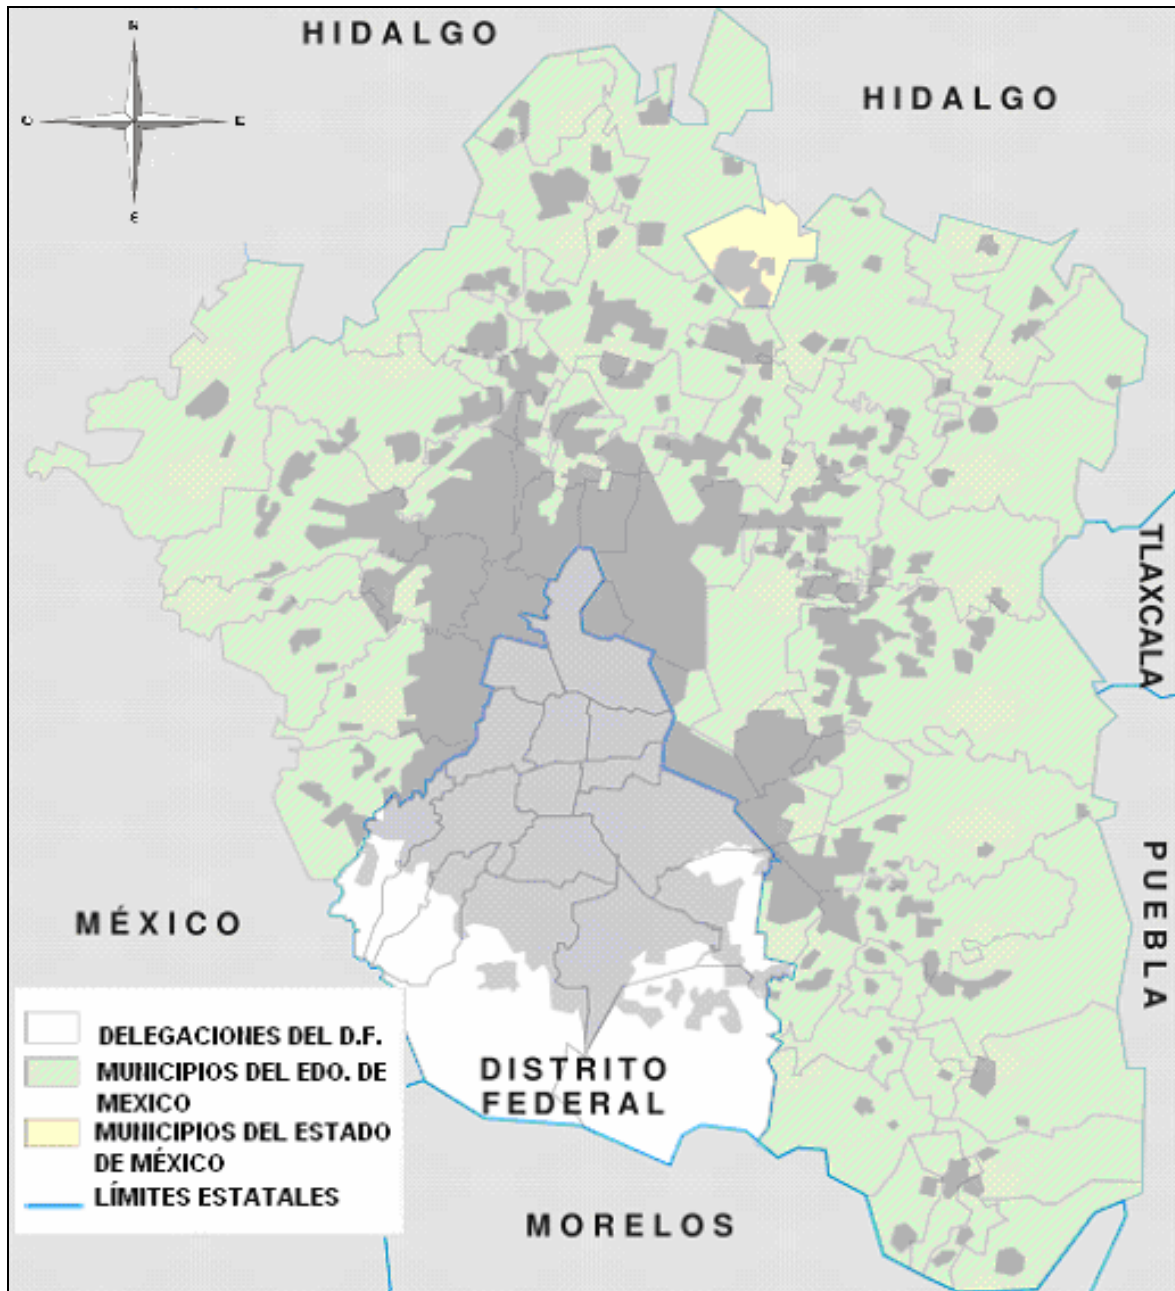 N
HIDALGO
HIDALGO
O
E
S
TLAXCALA
MÉXICO
PUEBLA
DELEGACIONES DEL D.F.
MUNICIPIOS DEL EDO. DE
MEXICO
MUNICIPIOS DEL ESTADO
DE MÉXICO
LÍMITES ESTATALES
DISTRITO
FEDERAL
MORELOS